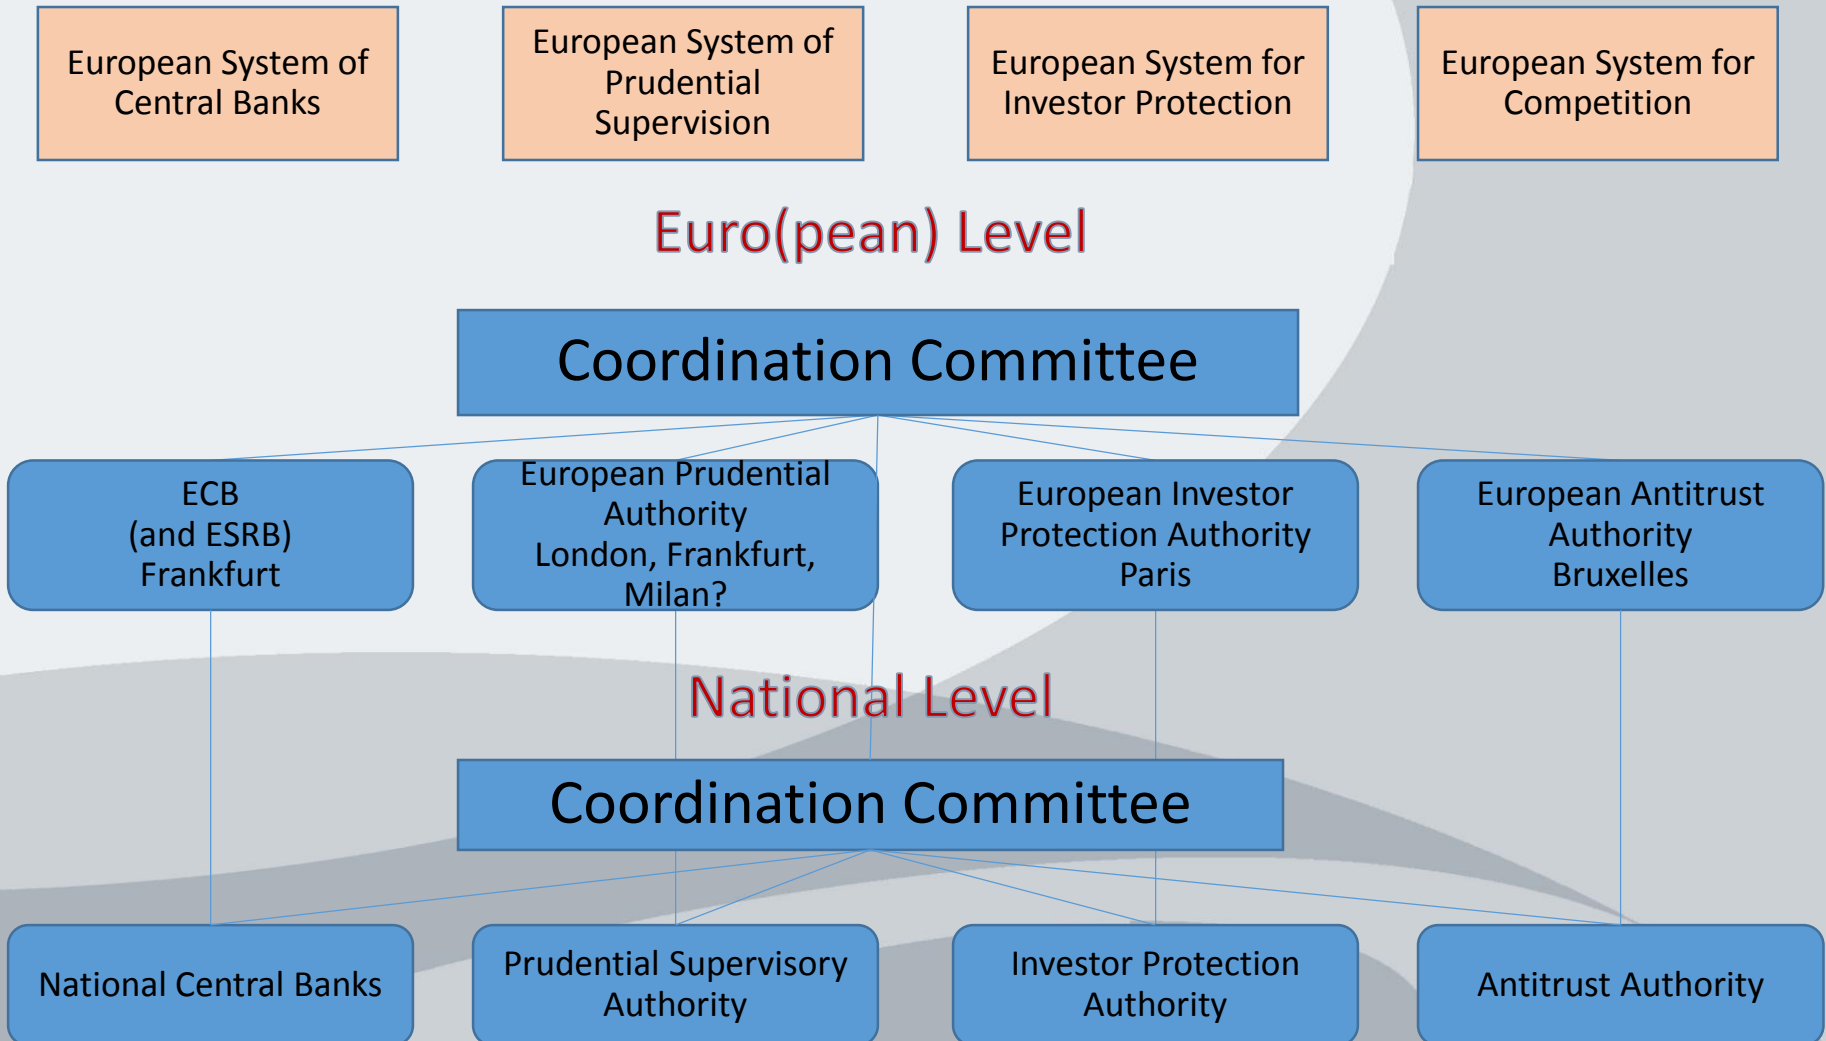 European System of
Central Banks
European System of
Prudential
Supervision
European System for
Investor Protection
European System for
Competition
Euro(pean) Level
Coordination Committee
ECB
(and ESRB)
Frankfurt
European Prudential
Authority
London, Frankfurt,
Milan?
European Investor
Protection Authority
Paris
European Antitrust
Authority
Bruxelles
National Level
Coordination Committee
National Central Banks
Prudential Supervisory
Authority
Investor Protection
Authority
Antitrust Authority